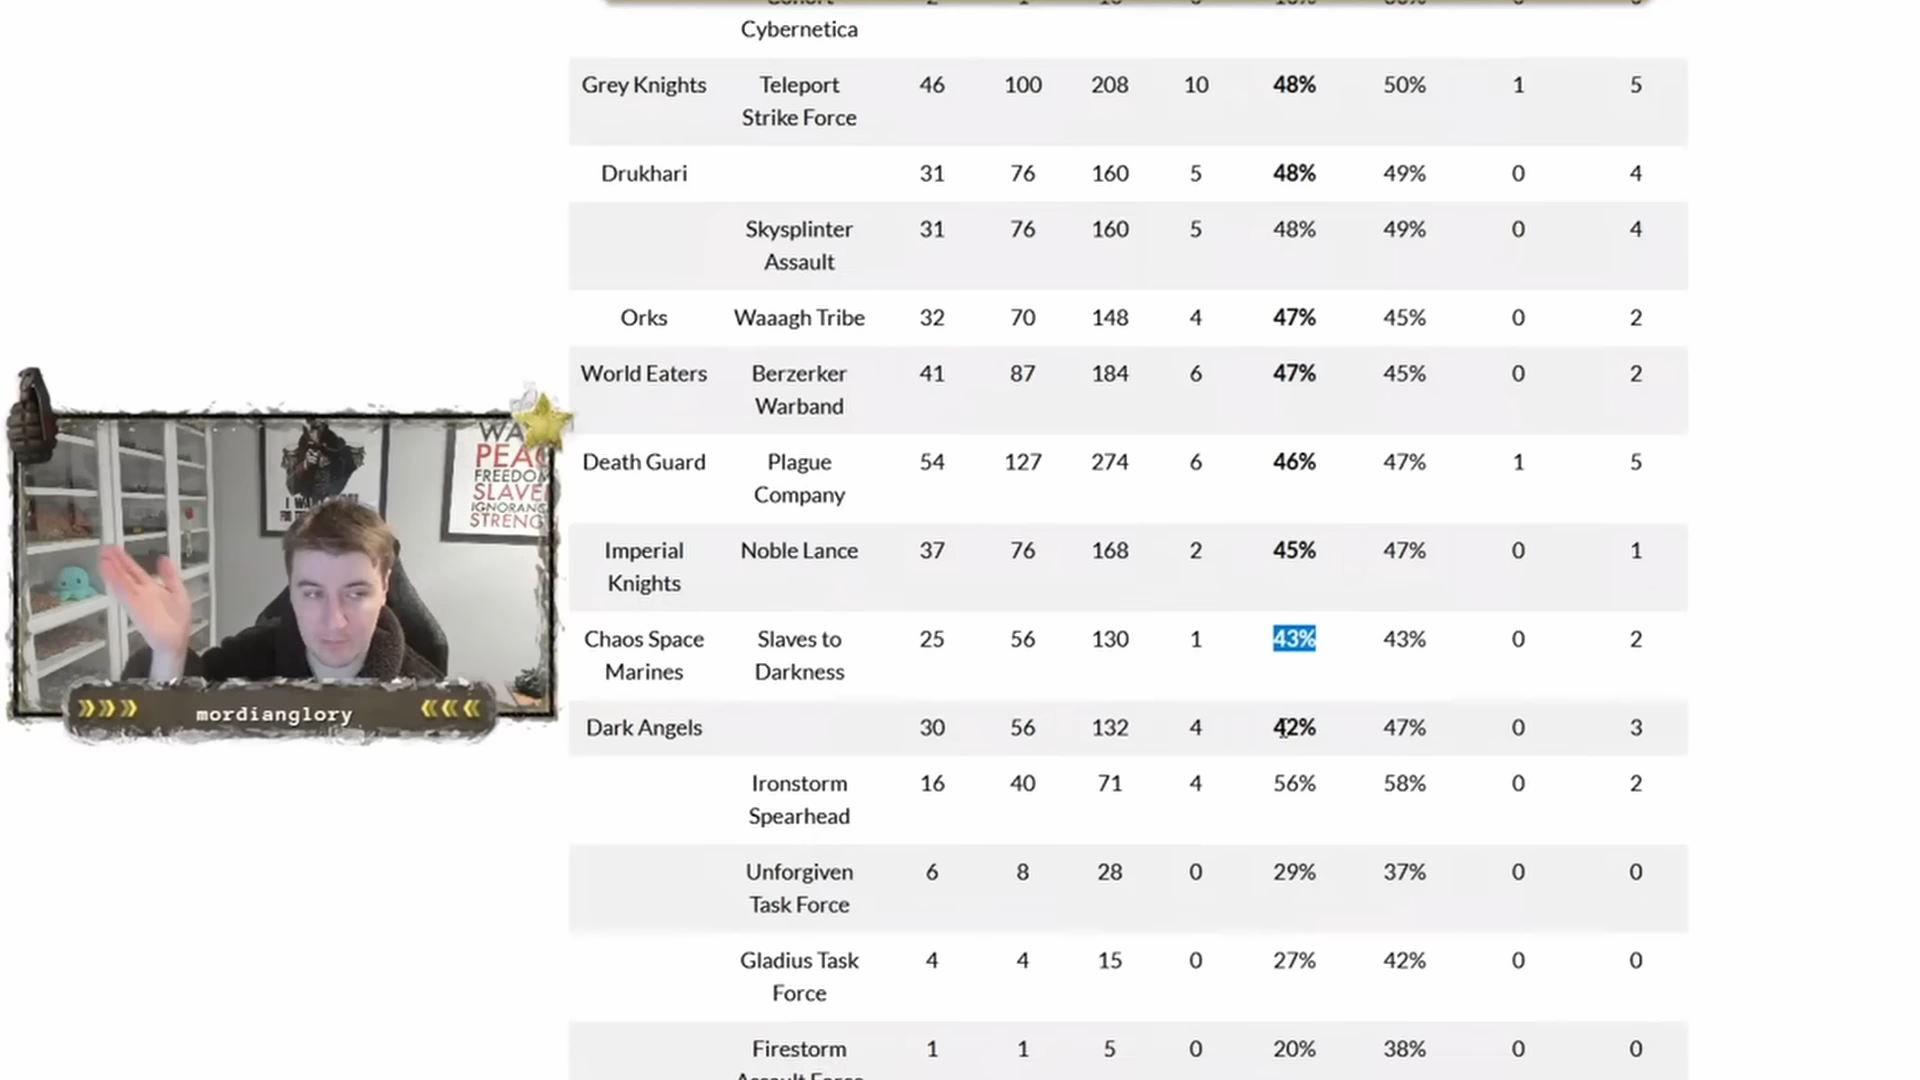 Cybernetica
Grey Knights Teleport Strike Force 46 100 208 10 48% 50% 1 5
Drukhari 31 76 160 5 48% 49% 0 4
Skysplinter Assault 31 76 160 5 48% 49% 0 4
Orks Waaagh Tribe 32 70 148 4 47% 45% 0 2
World Eaters Berzerker Warband 41 87 184 6 47% 45% 0 2
Death Guard Plague Company 54 127 274 6 46% 47% 1 5
Imperial Knights Noble Lance 37 76 168 2 45% 47% 0 1
Chaos Space Marines Slaves to Darkness 25 56 130 1 43% 43% 0 2
Dark Angels 30 56 132 4 42% 47% 0 3
Ironstorm Spearhead 16 40 71 4 56% 58% 0 2
Unforgiven Task Force 6 8 28 0 29% 37% 0 0
Gladius Task Force 4 4 15 0 27% 42% 0 0
Firestorm 1 1 5 0 20% 38% 0 0
WA
PEAC
FREEDOM
SLAVE
IGNORANC
STRENG
mordianglory